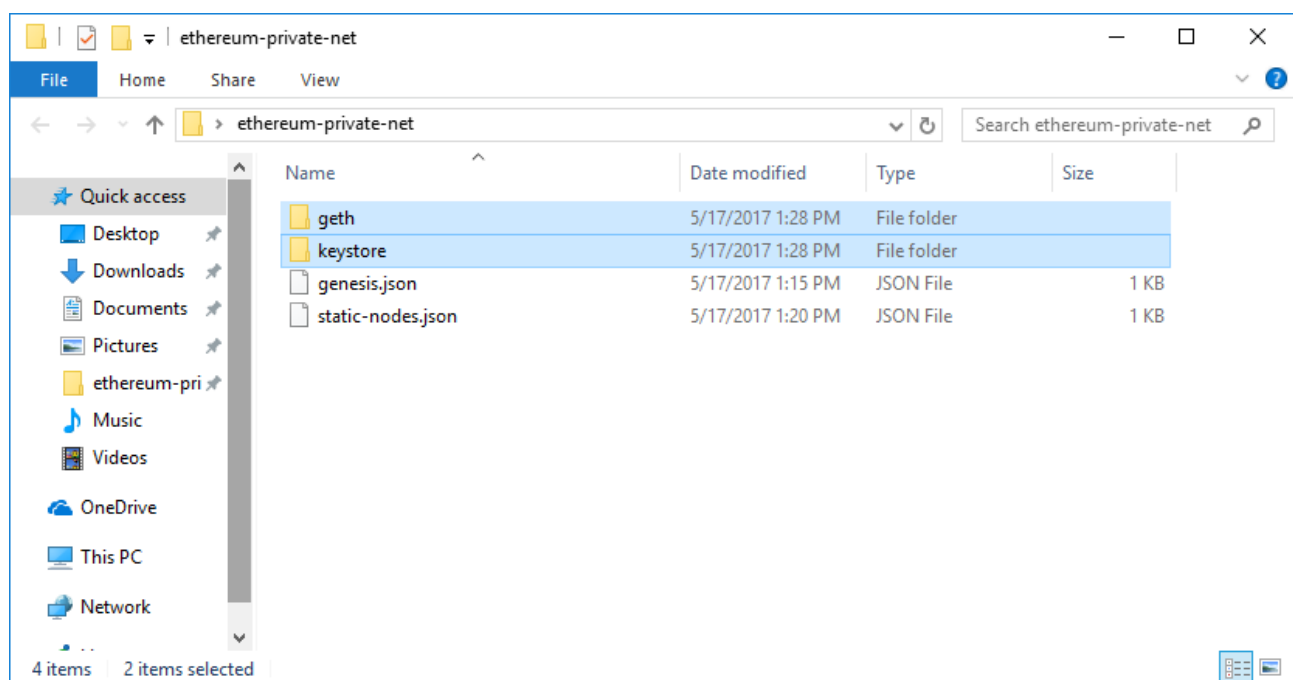 ethereum-private-net
File Home Share View
ethereum-private-net Search ethereum-private-net
Name Date modified Type Size
Quick access
Desktop
Downloads
Documents
Pictures
ethereum-pri
Music
Videos
OneDrive
This PC
Network
geth 5/17/2017 1:28 PM File folder
keystore 5/17/2017 1:28 PM File folder
genesis.json 5/17/2017 1:15 PM JSON File 1 KB
static-nodes.json 5/17/2017 1:20 PM JSON File 1 KB
4 items 2 items selected